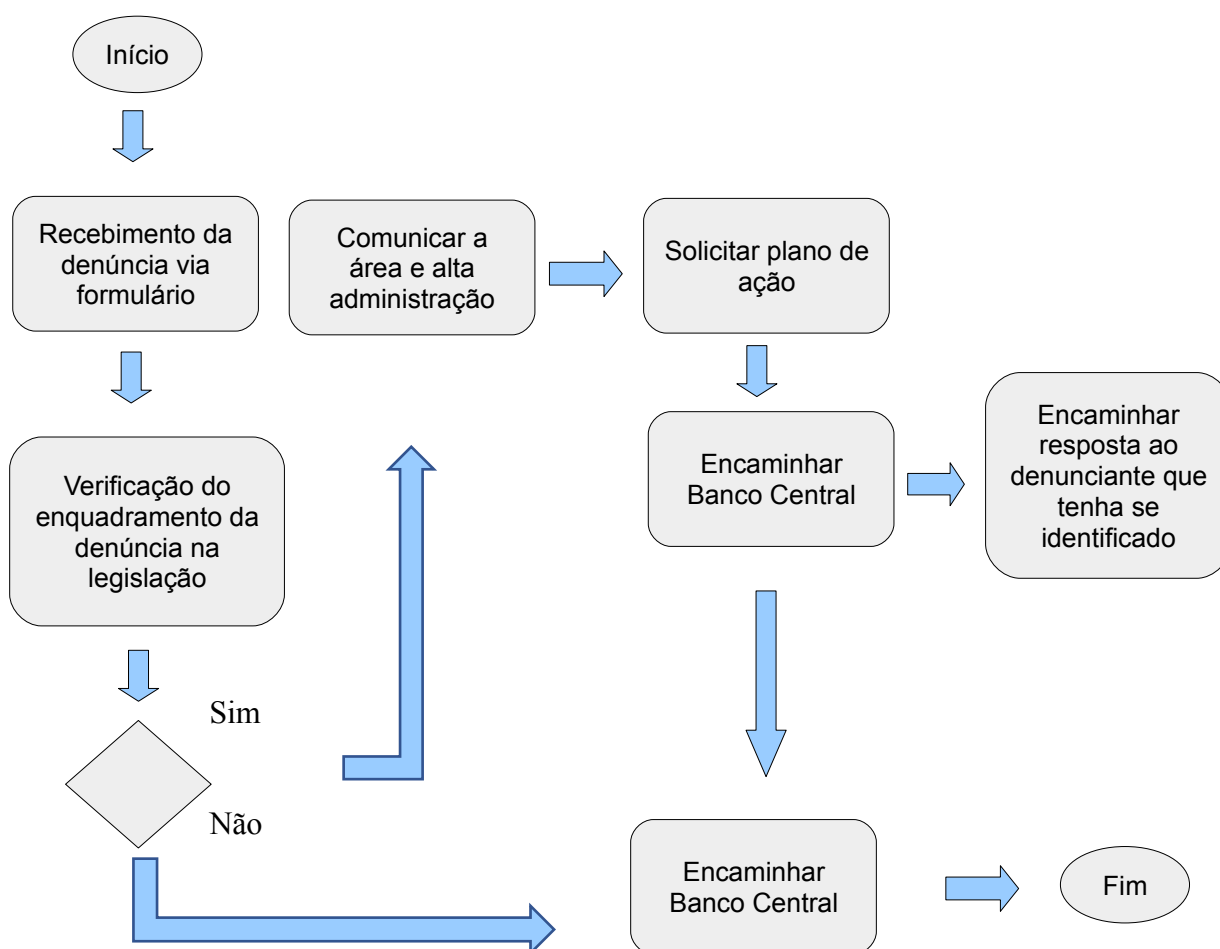 Início
Recebimento da
denúncia via
formulário
Comunicar a
área e alta
administração
Solicitar plano de
ação
Verificação do
enquadramento da
denúncia na
legislação
Encaminhar
Banco Central
Encaminhar
resposta ao
denunciante que
tenha se
identificado
Sim
Não
Encaminhar
Banco Central
Fim